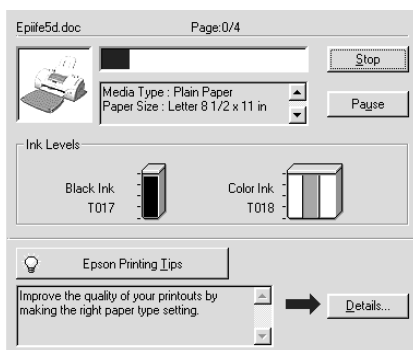 Epiife5d.doc Page:0/4
Stop
Media Type : Plain Paper
Paper Size : Letter 8 1/2 x 11 in
Pause
Ink Levels
Black Ink
T017
Color Ink
T018
Epson Printing Tips
Improve the quality of your printouts by
making the right paper type setting.
Details...